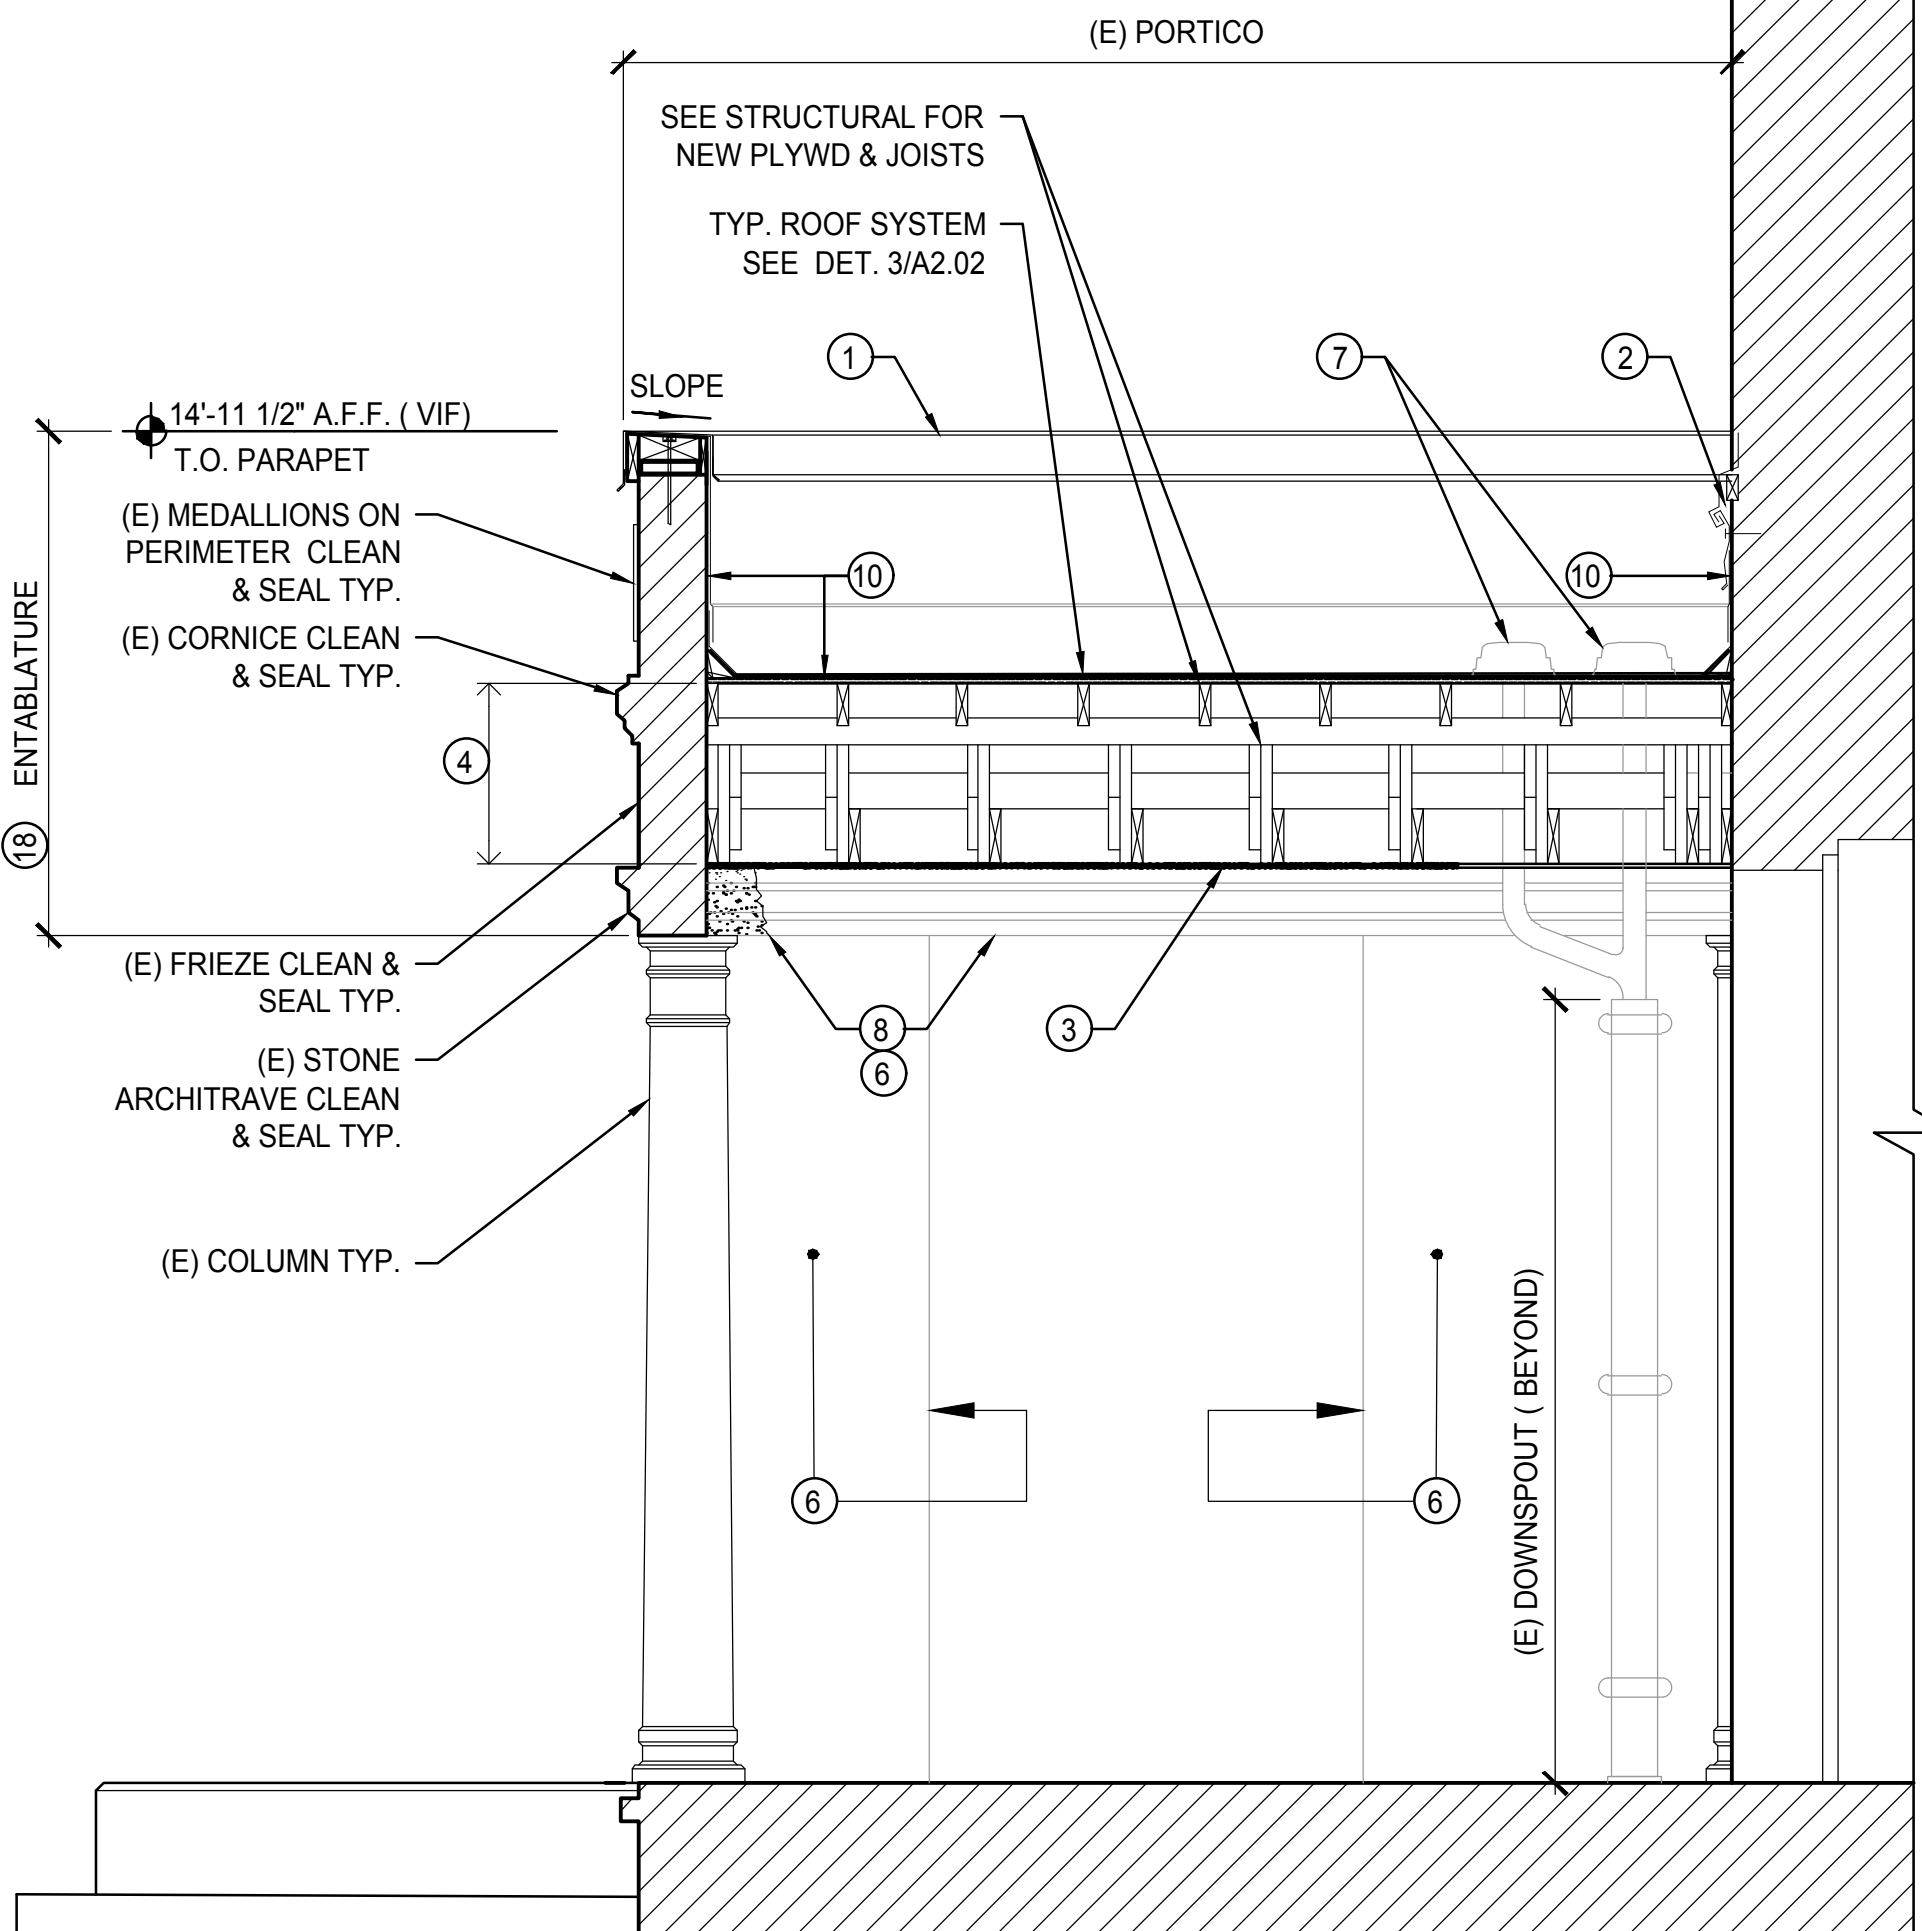 (E) PORTICO
SEE STRUCTURAL FOR
NEW PLYWD & JOISTS
TYP. ROOF SYSTEM
SEE DET. 3/A2.02
1
7
2
SLOPE
14'-11 1/2" A.F.F. ( VIF)
T.O. PARAPET
(E) MEDALLIONS ON
PERIMETER CLEAN
& SEAL TYP.
10
10
(E) CORNICE CLEAN
& SEAL TYP.
ENTABLATURE
18
4
(E) FRIEZE CLEAN &
SEAL TYP.
(E) STONE
ARCHITRAVE CLEAN
& SEAL TYP.
8
6
3
(E) COLUMN TYP.
6
6
(E) DOWNSPOUT ( BEYOND)